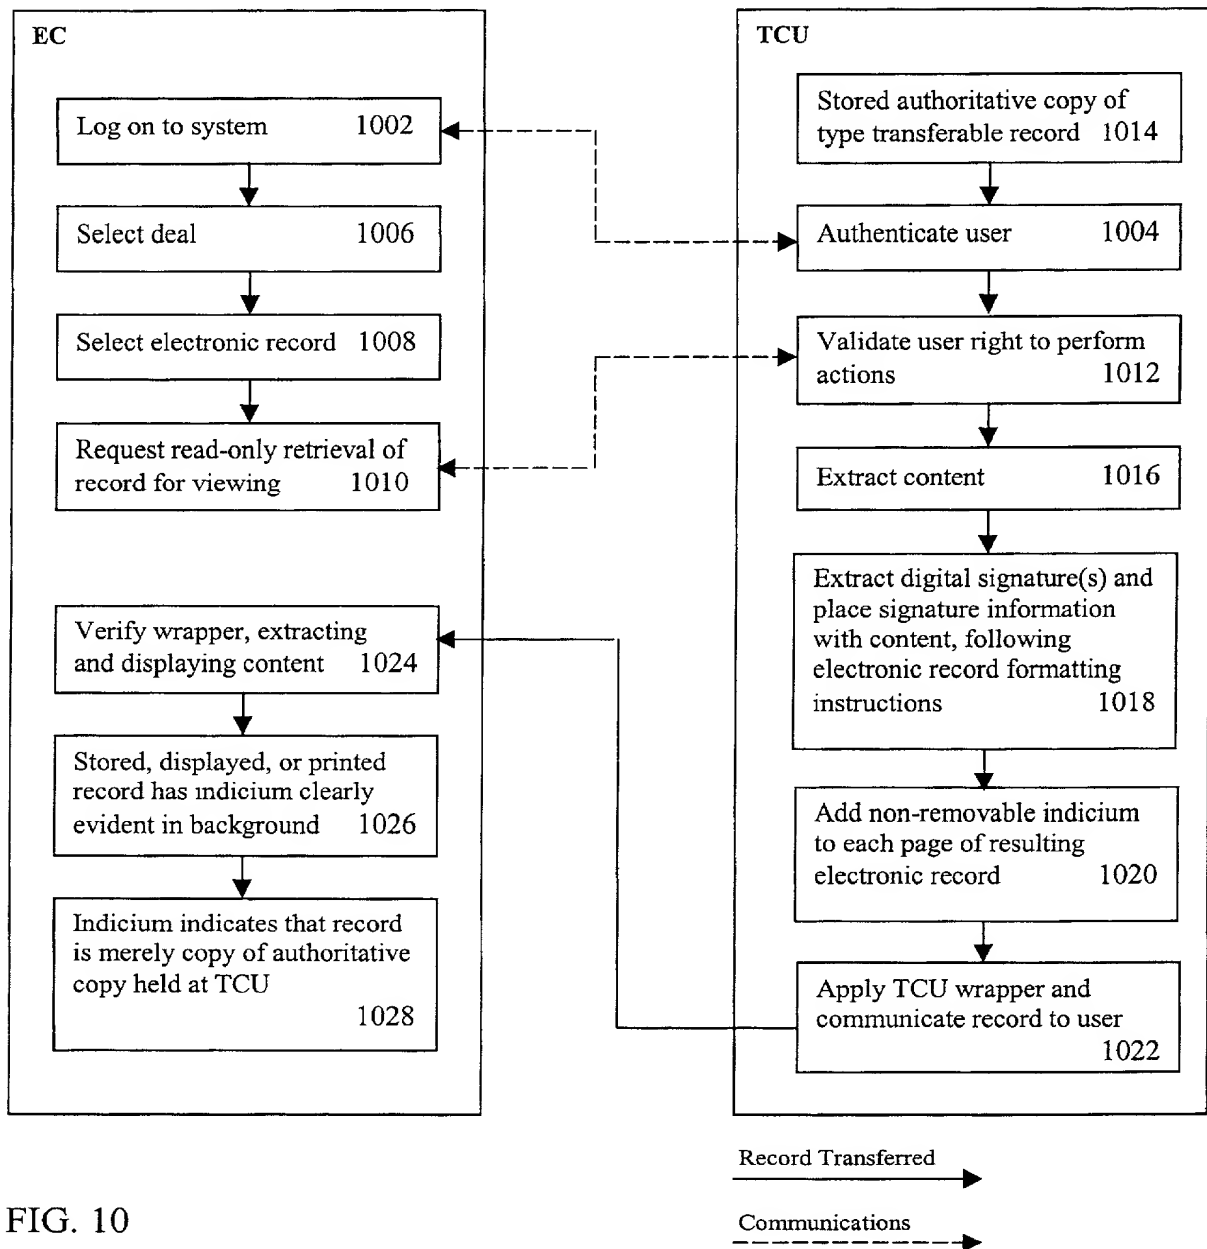 EC
Log on to system 1002
Select deal 1006
Select electronic record 1008
Request read-only retrieval of
record for viewing 1010
Verify wrapper, extracting
and displaying content 1024
Stored, displayed, or printed
record has indicium clearly
evident in background 1026
Indicium indicates that record
is merely copy of authoritative
copy held at TCU
1028
TCU
Stored authoritative copy of
type transferable record 1014
Authenticate user 1004
Validate user right to perform
actions 1012
Extract content 1016
Extract digital signature(s) and
place signature information
with content, following
electronic record formatting
instructions 1018
Add non-removable indicium
to each page of resulting
electronic record 1020
Apply TCU wrapper and
communicate record to user
1022
Record Transferred
Communications
FIG. 10